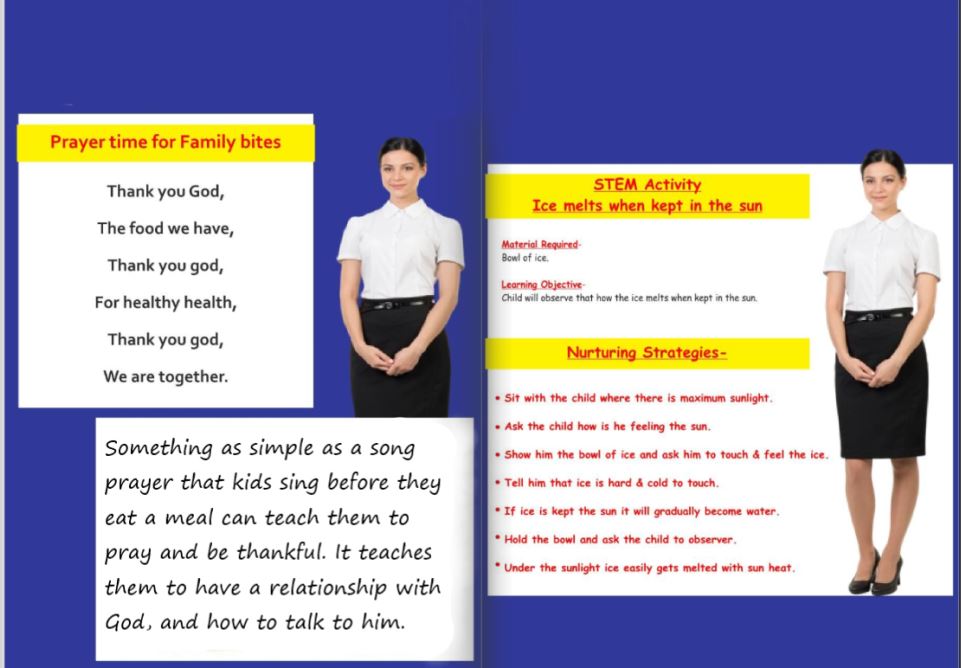 Prayer time for Family bites
Thank you God,
The food we have,
Thank you god,
For healthy health,
Thank you god,
We are together.
Something as simple as a song
prayer that kids sing before they
eat a meal can teach them to
pray and be thankful. It teaches
them to have a relationship with
God, and how to talk to him.
STEM Activity
Ice melts when kept in the sun
Material Required-
Bowl of ice.
Learning Objective-
Child will observe that how the ice melts when kept in the sun.
Nurturing Strategies-
• Sit with the child where there is maximum sunlight.
• Ask the child how is he feeling the sun.
• Show him the bowl of ice and ask him to touch & feel the ice.
• Tell him that ice is hard & cold to touch.
• If ice is kept the sun it will gradually become water.
• Hold the bowl and ask the child to observer.
• Under the sunlight ice easily gets melted with sun heat.